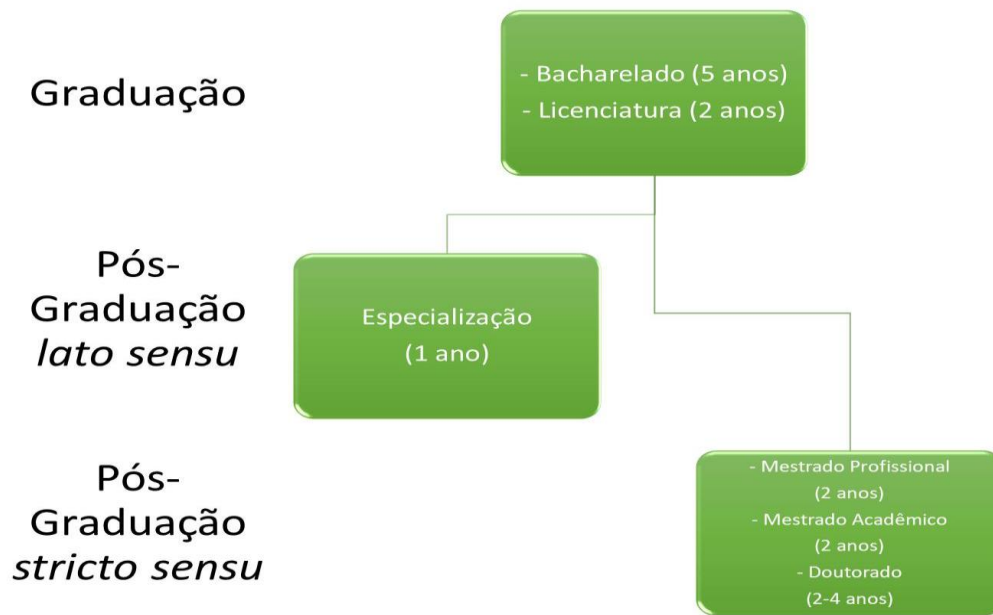 Graduação
- Bacharelado (5 anos)
- Licenciatura (2 anos)
Pós-
Graduação
lato sensu
Especialização
(1 ano)
Pós-
Graduação
stricto sensu
- Mestrado Profissional
(2 anos)
- Mestrado Acadêmico
(2 anos)
- Doutorado
(2-4 anos)